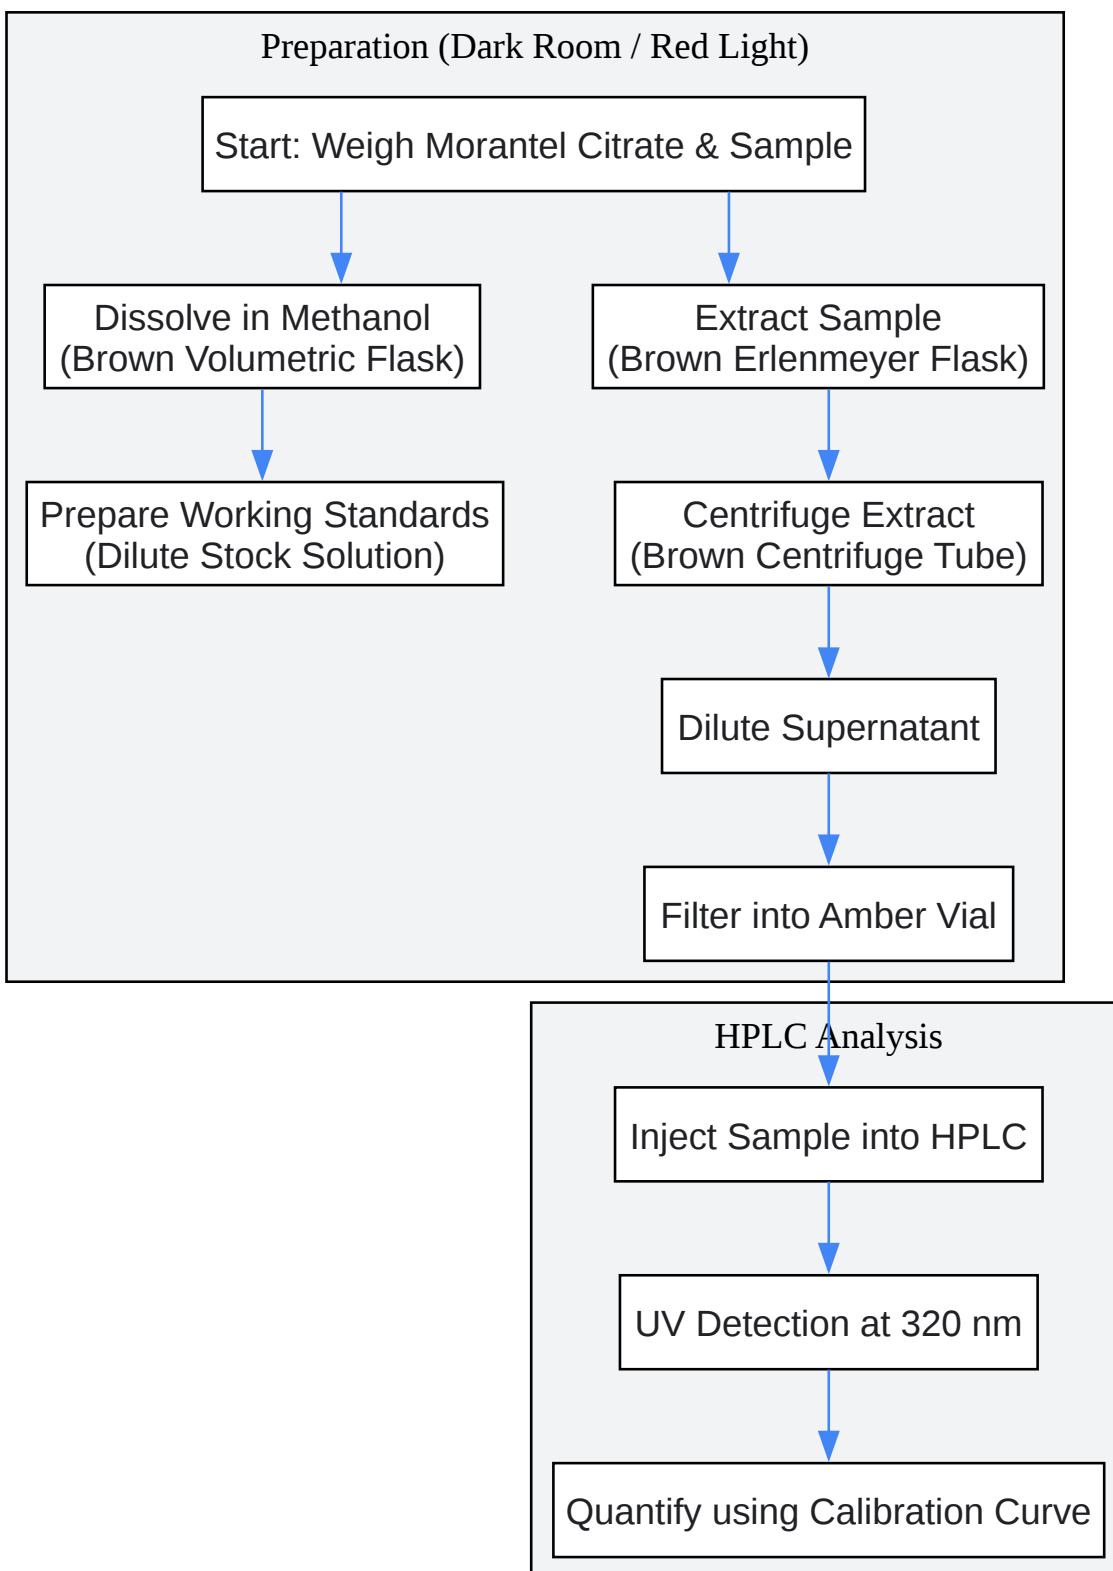 Preparation (Dark Room / Red Light)
Start: Weigh Morantel Citrate & Sample
Dissolve in Methanol
(Brown Volumetric Flask)
Extract Sample
(Brown Erlenmeyer Flask)
Prepare Working Standards
(Dilute Stock Solution)
Centrifuge Extract
(Brown Centrifuge Tube)
Dilute Supernatant
Filter into Amber Vial
HPLC Analysis
Inject Sample into HPLC
UV Detection at 320 nm
Quantify using Calibration Curve